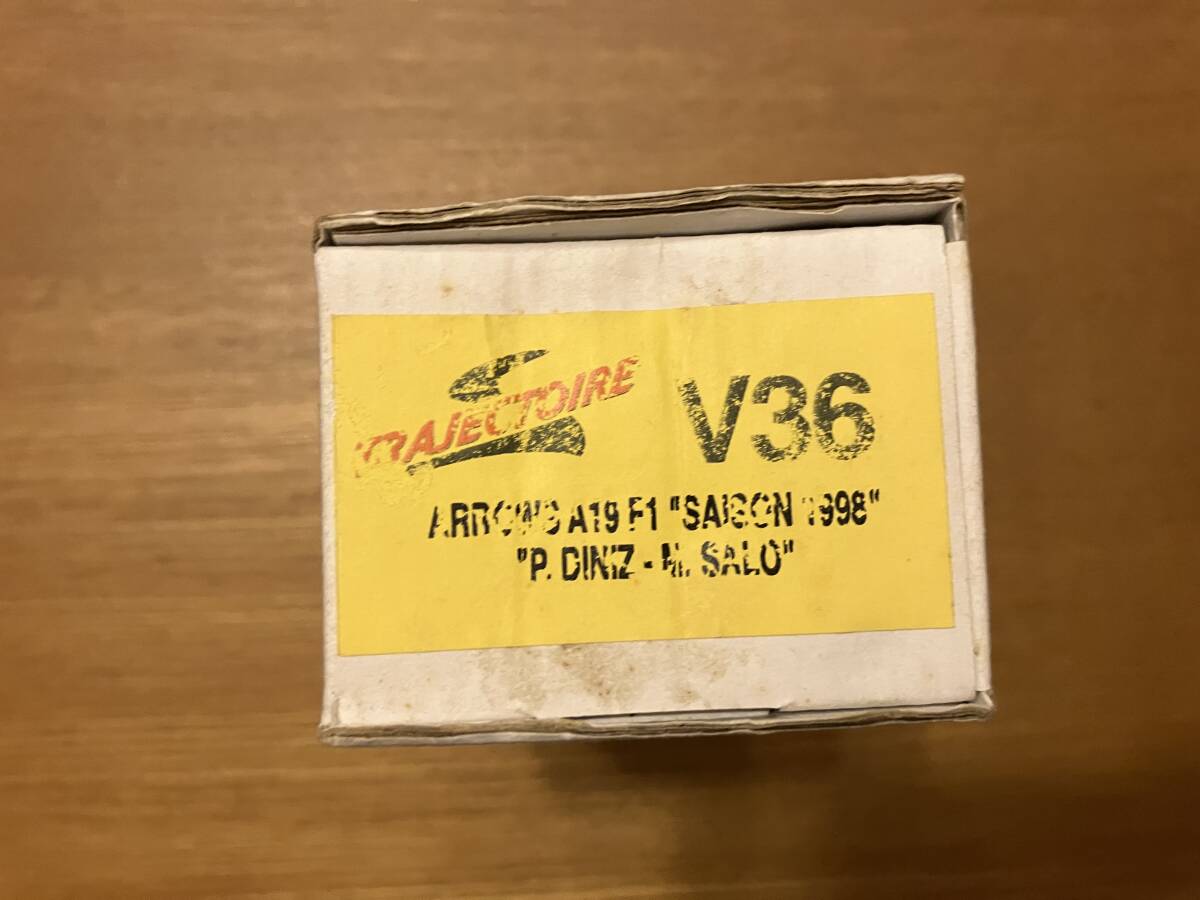 TRAJECTOIRE
V36
ARROWS A19 F1 "SAISON 1998"
"P. DINIZ - M. SALO"